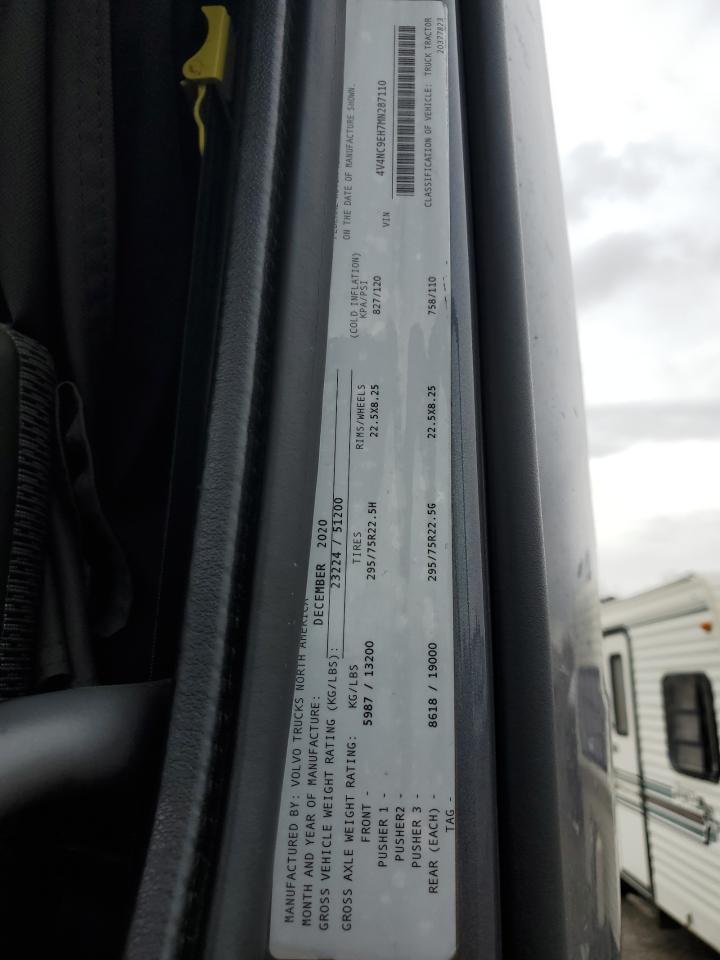 MANUFACTURED BY: VOLVO TRUCKS NORTH AMERICA
MONTH AND YEAR OF MANUFACTURE: DECEMBER 2020
GROSS VEHICLE WEIGHT RATING (KG/LBS): 23224 / 51200
ON THE DATE OF MANUFACTURE SHOWN.
GROSS AXLE WEIGHT RATING: KG/LBS TIRES RIMS/WHEELS (COLD INFLATION) KPA/PSI
FRONT - 5987 / 13200 295/75R22.5H 22.5X8.25 827/120
PUSHER 1 -
PUSHER2 -
PUSHER 3 -
REAR (EACH) - 8618 / 19000 295/75R22.5G 22.5X8.25 758/110
TAG -
VIN 4V4NC9EH7MN287110
CLASSIFICATION OF VEHICLE: TRUCK TRACTOR
20377823